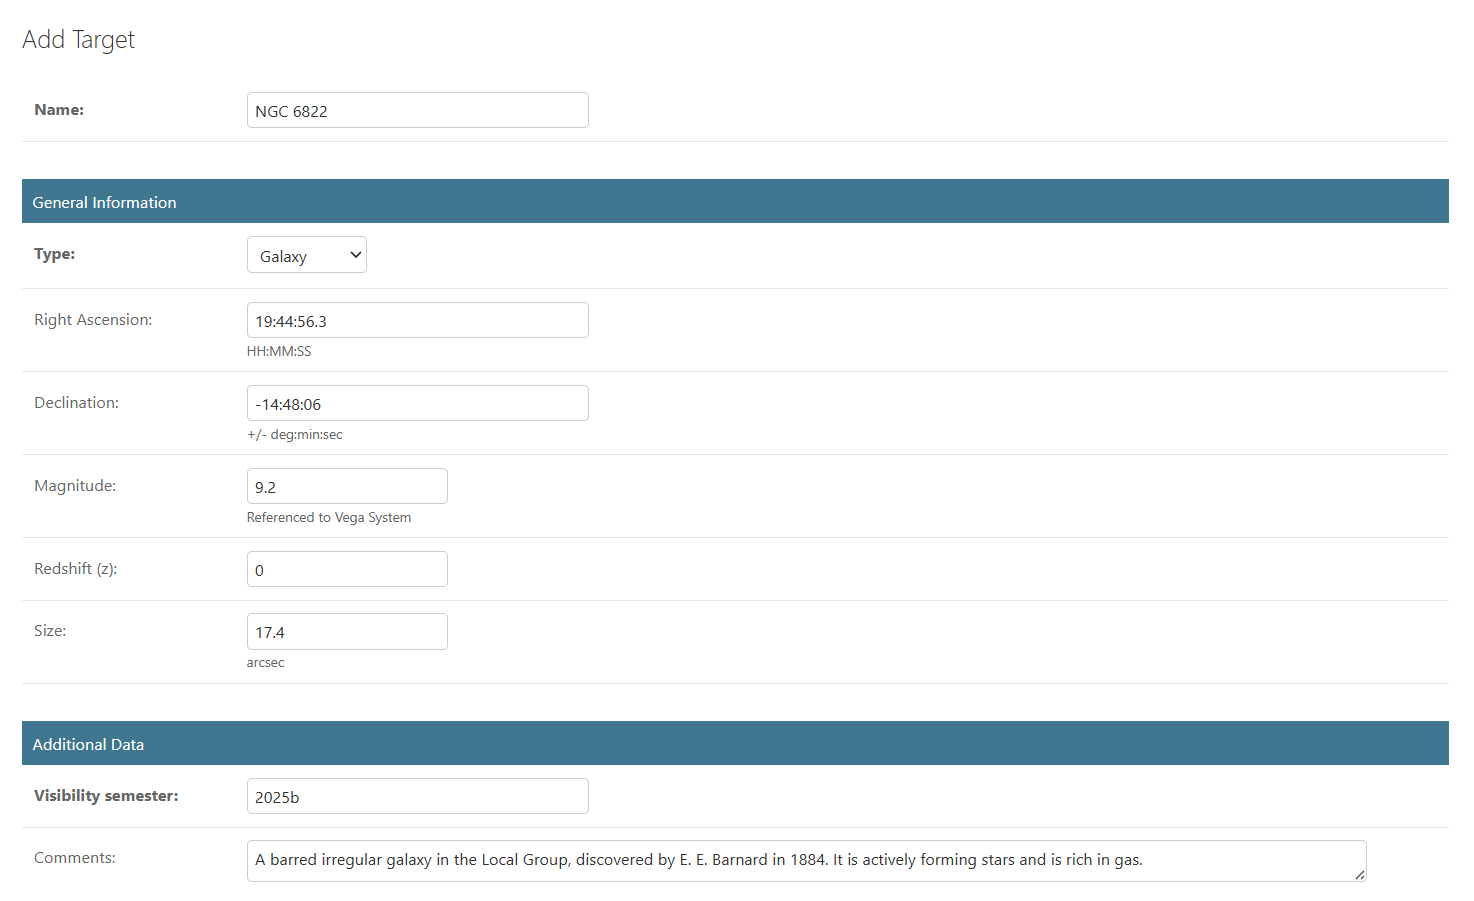 Add Target
Name: NGC 6822
General Information
Type: Galaxy
Right Ascension: 19:44:56.3
HH:MM:SS
Declination: -14:48:06
+/- deg:min:sec
Magnitude: 9.2
Referenced to Vega System
Redshift (z): 0
Size: 17.4
arcsec
Additional Data
Visibility semester: 2025b
Comments: A barred irregular galaxy in the Local Group, discovered by E. E. Barnard in 1884. It is actively forming stars and is rich in gas.